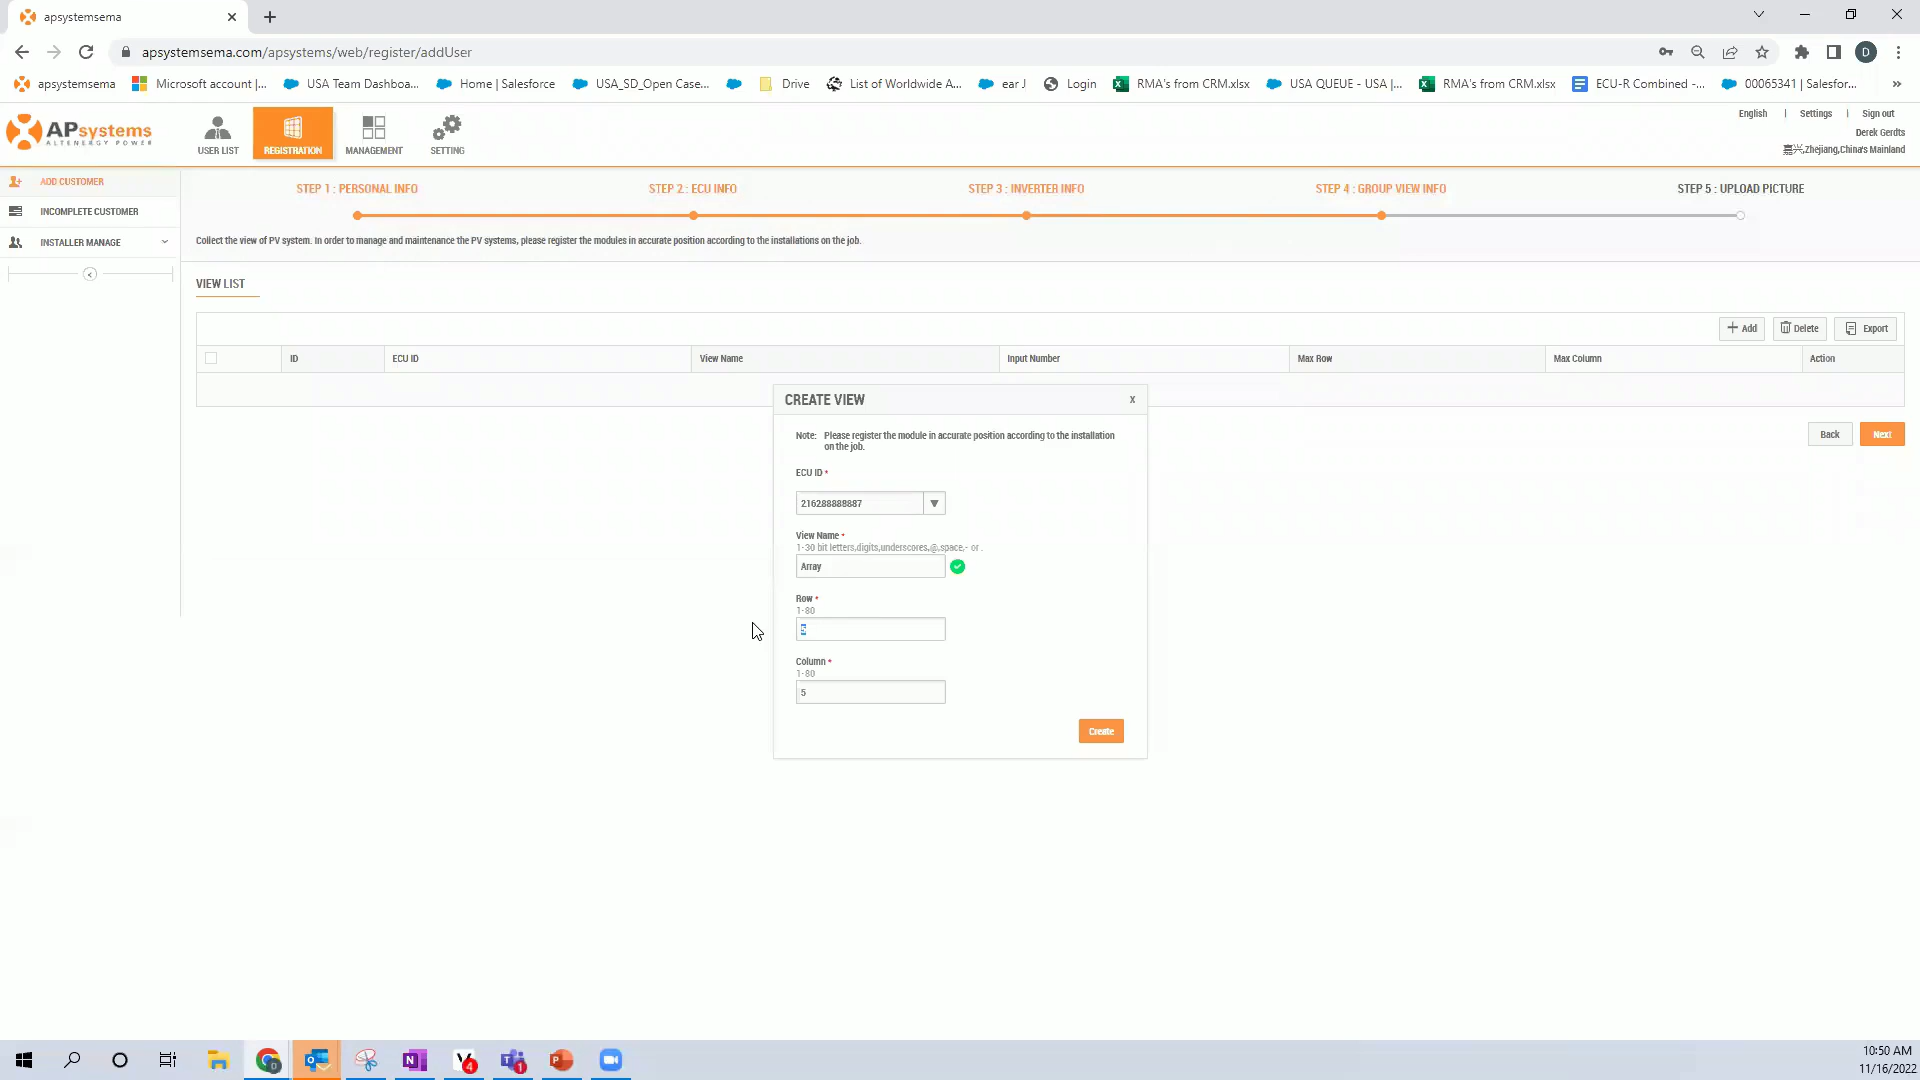 apsystemsema
apsystemsema.com/apsystems/web/register/addUser
apsystemsema
Microsoft account |...
USA Team Dashboa...
Home | Salesforce
USA_SD_Open Case...
Drive
List of Worldwide A...
ear J
Login
RMA's from CRM.xlsx
USA QUEUE - USA |...
RMA's from CRM.xlsx
ECU-R Combined -...
00065341 | Salesfor...
»
APsystems
ALTENERGY POWER
USER LIST
REGISTRATION
MANAGEMENT
SETTING
English | Settings | Sign out
Derek Gerdts
嘉兴,Zhejiang,China's Mainland
ADD CUSTOMER
INCOMPLETE CUSTOMER
INSTALLER MANAGE
STEP 1 : PERSONAL INFO
STEP 2 : ECU INFO
STEP 3 : INVERTER INFO
STEP 4 : GROUP VIEW INFO
STEP 5 : UPLOAD PICTURE
Collect the view of PV system. In order to manage and maintenance the PV systems, please register the modules in accurate position according to the installations on the job.
VIEW LIST
Add
Delete
Export
ID
ECU ID
View Name
Input Number
Max Row
Max Column
Action
Back
Next
CREATE VIEW
x
Note: Please register the module in accurate position according to the installation
on the job.
ECU ID *
216288888887
View Name *
1-30 bit letters,digits,underscores,@,space,- or .
Array
Row *
1-80
5
Column *
1-80
5
Create
10:50 AM
11/16/2022